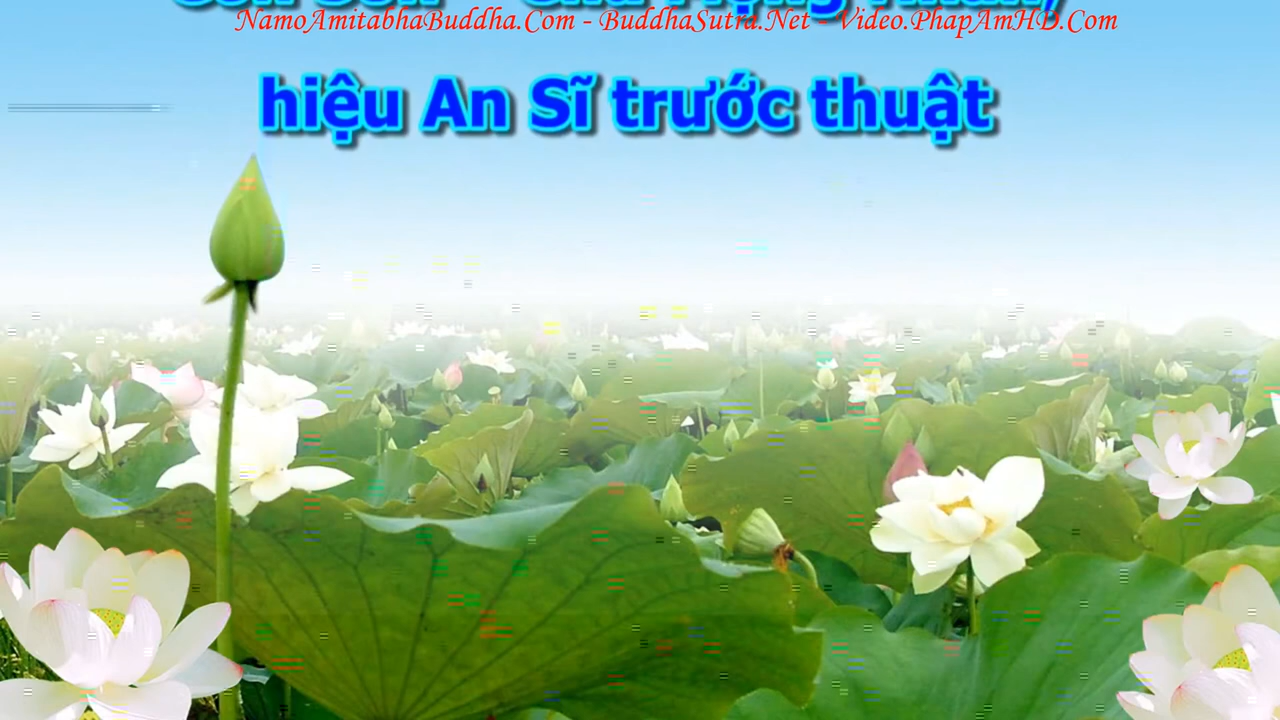 NamoAmitabhaBuddha.Com - BuddhaSutra.Net - Video.PhapAmHD.Com
hiệu An Sĩ trước thuật